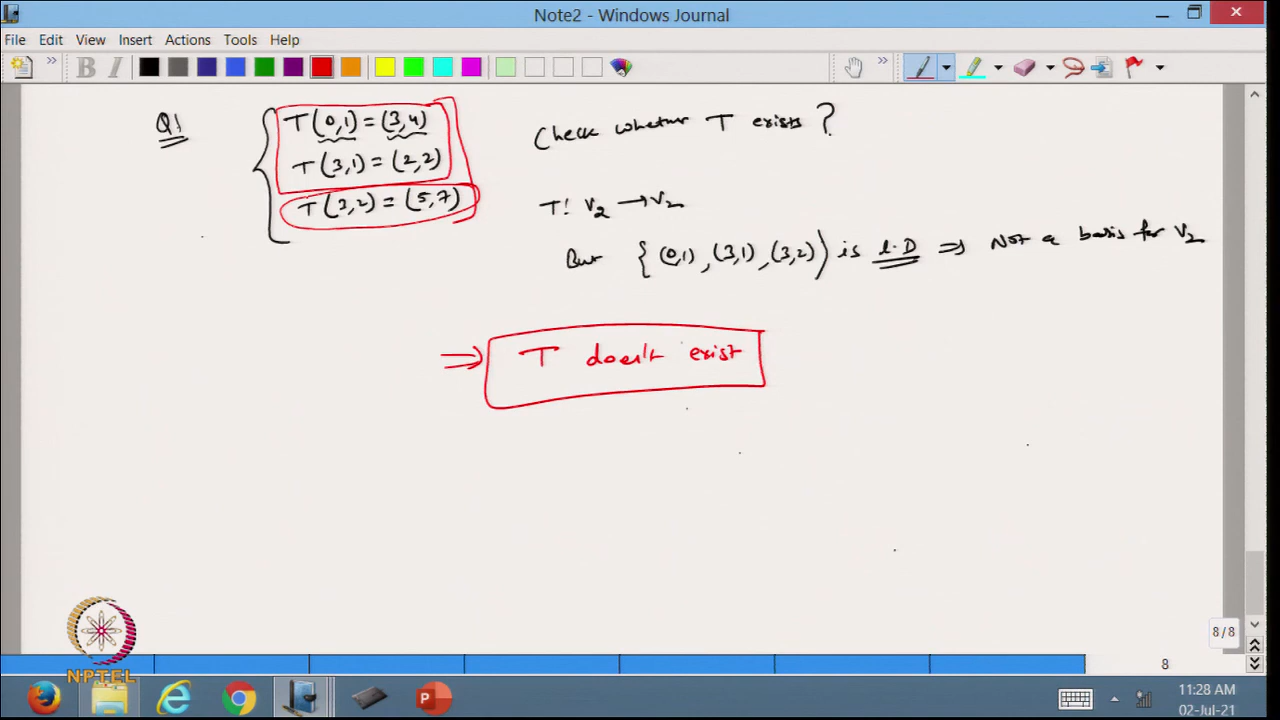 Note2 - Windows Journal
File Edit View Insert Actions Tools Help
Q1
T(0,1) = (3,4)
T(3,1) = (2,2)
T(3,2) = (5,7)
Check whether T exists ?
T: V2 → V2
But { (0,1), (3,1), (3,2) } is l.D ⇒ Not a basis for V2
⇒ T does't exist
8/8
8
NPTEL
11:28 AM
02-Jul-21